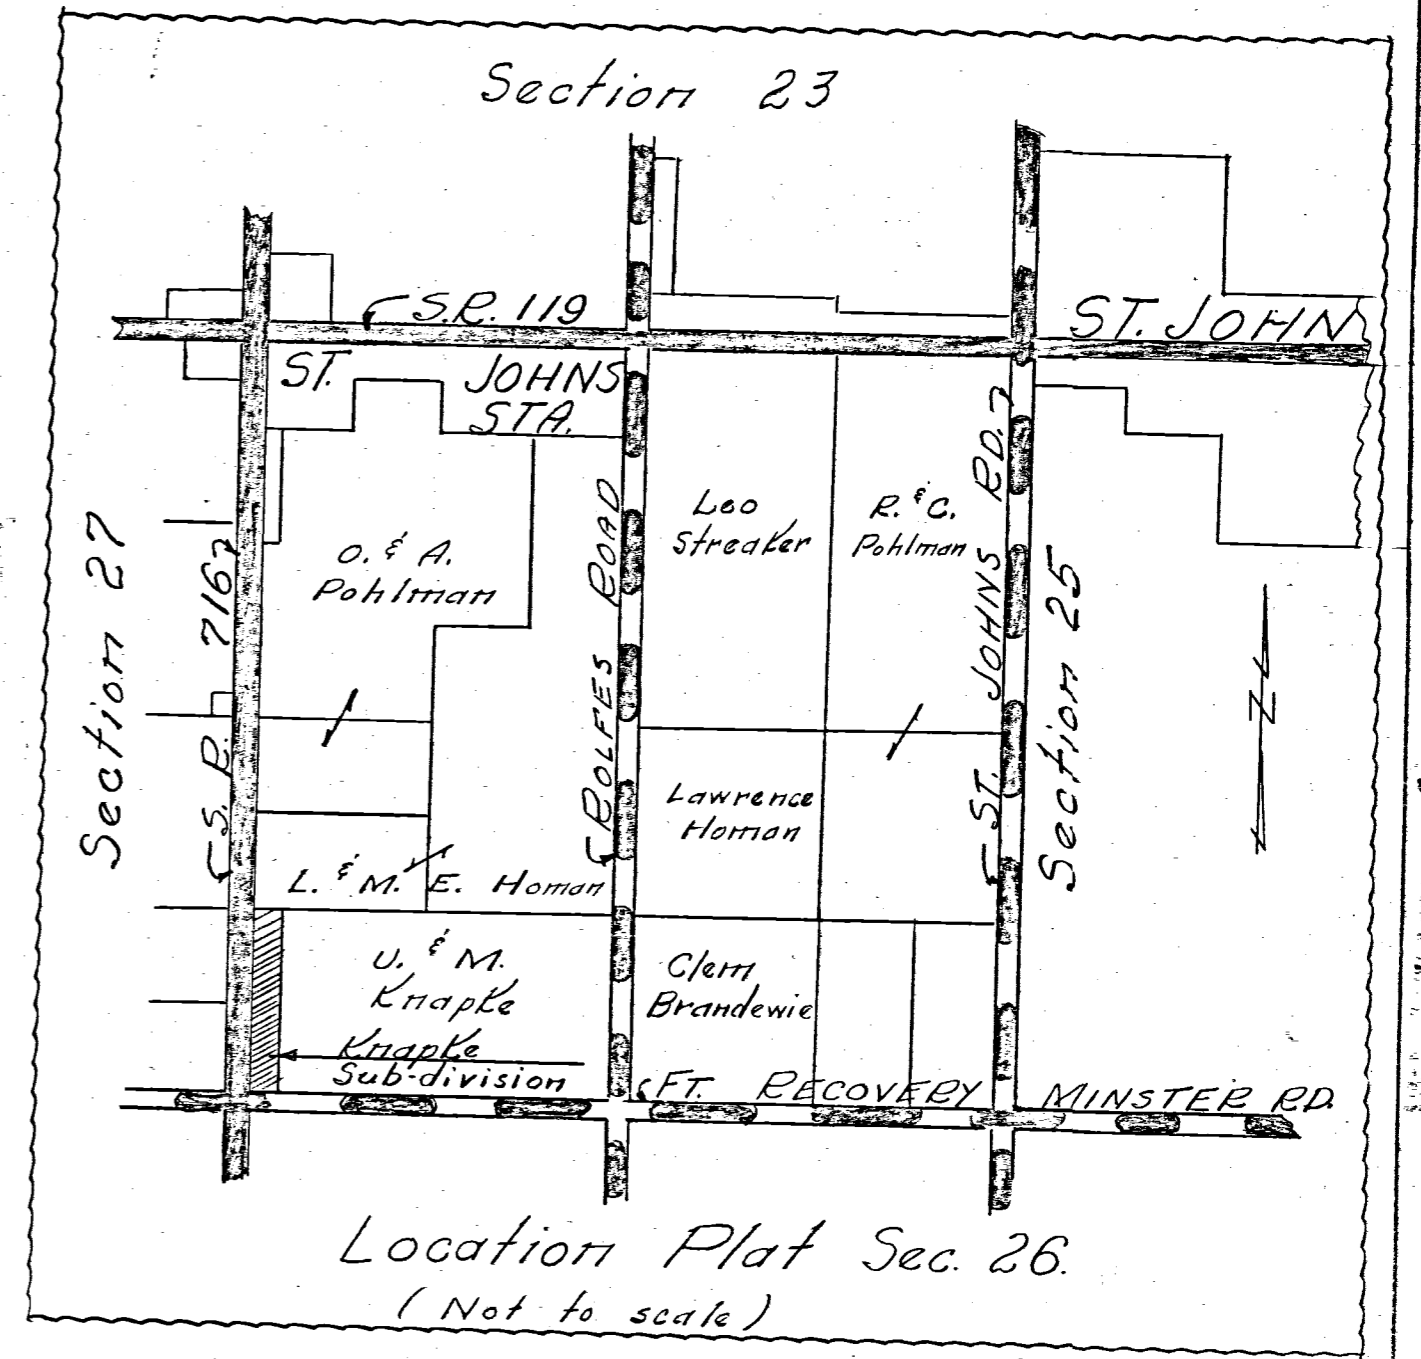 Section 23
S.R. 119
ST. JOHN
ST. JOHNS
STA.
Section 27
S. R. 716
O. & A.
Pohlman
ROLFES ROAD
Leo
Streaker
R. & C.
Pohlman
ST. JOHNS RD.
Section 25
N
Lawrence
Homan
L. & M. E. Homan
U. & M.
Knapke
Knapke
Sub-division
Clem
Brandewie
FT. RECOVERY MINSTER RD.
Location Plat Sec. 26.
(Not to scale)